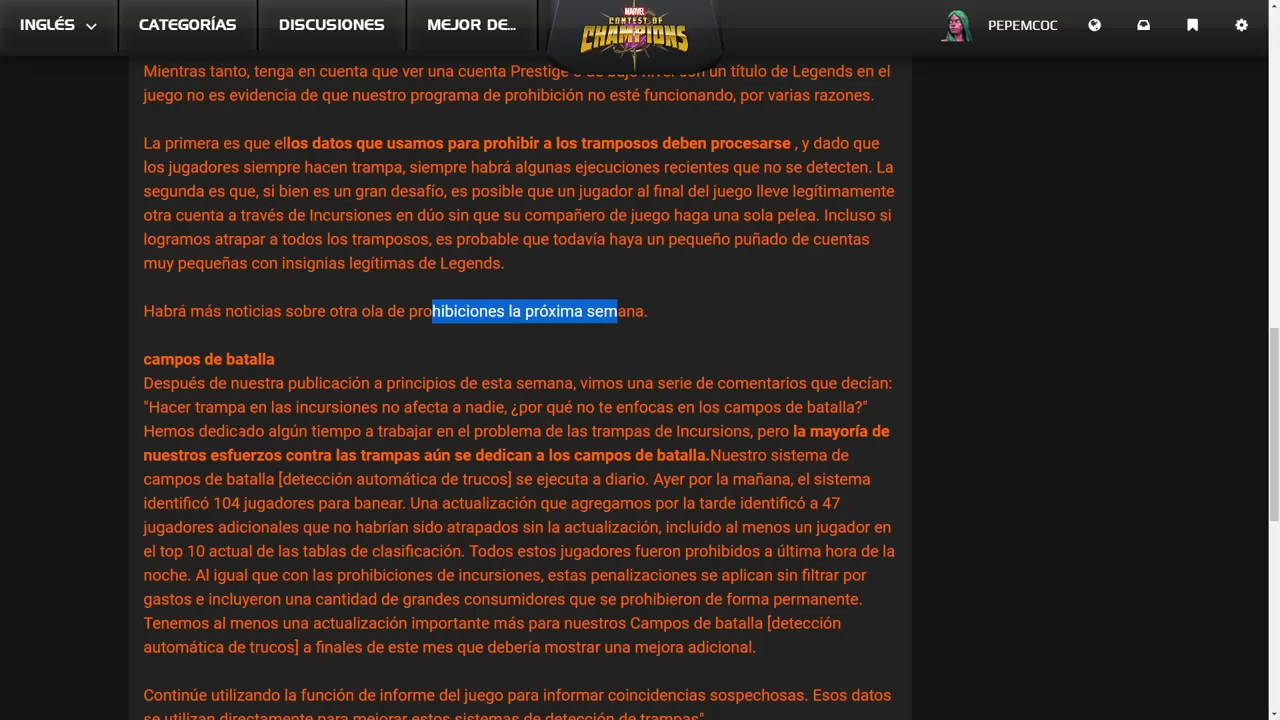 INGLÉS
CATEGORÍAS
DISCUSIONES
MEJOR DE...
MARVEL
CONTEST OF
CHAMPIONS
PEPEMCOC
Mientras tanto, tenga en cuenta que ver una cuenta Prestige o de bajo nivel con un título de Legends en el
juego no es evidencia de que nuestro programa de prohibición no esté funcionando, por varias razones.
La primera es que ellos datos que usamos para prohibir a los tramposos deben procesarse , y dado que
los jugadores siempre hacen trampa, siempre habrá algunas ejecuciones recientes que no se detecten. La
segunda es que, si bien es un gran desafío, es posible que un jugador al final del juego lleve legítimamente
otra cuenta a través de Incursiones en dúo sin que su compañero de juego haga una sola pelea. Incluso si
logramos atrapar a todos los tramposos, es probable que todavía haya un pequeño puñado de cuentas
muy pequeñas con insignias legítimas de Legends.
Habrá más noticias sobre otra ola de prohibiciones la próxima semana.
campos de batalla
Después de nuestra publicación a principios de esta semana, vimos una serie de comentarios que decían:
"Hacer trampa en las incursiones no afecta a nadie, ¿por qué no te enfocas en los campos de batalla?"
Hemos dedicado algún tiempo a trabajar en el problema de las trampas de Incursions, pero la mayoría de
nuestros esfuerzos contra las trampas aún se dedican a los campos de batalla.Nuestro sistema de
campos de batalla [detección automática de trucos] se ejecuta a diario. Ayer por la mañana, el sistema
identificó 104 jugadores para banear. Una actualización que agregamos por la tarde identificó a 47
jugadores adicionales que no habrían sido atrapados sin la actualización, incluido al menos un jugador en
el top 10 actual de las tablas de clasificación. Todos estos jugadores fueron prohibidos a última hora de la
noche. Al igual que con las prohibiciones de incursiones, estas penalizaciones se aplican sin filtrar por
gastos e incluyeron una cantidad de grandes consumidores que se prohibieron de forma permanente.
Tenemos al menos una actualización importante más para nuestros Campos de batalla [detección
automática de trucos] a finales de este mes que debería mostrar una mejora adicional.
Continúe utilizando la función de informe del juego para informar coincidencias sospechosas. Esos datos
se utilizan directamente para mejorar estos sistemas de detección de trampas"